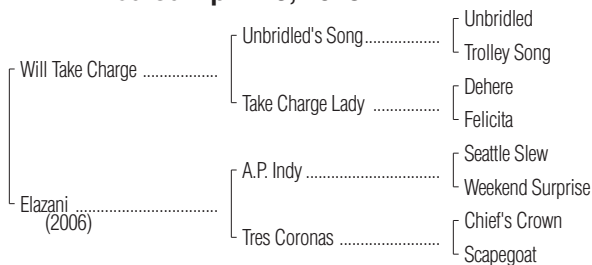 Unbridled
Unbridled's Song..................
Trolley Song
Will Take Charge ..................
Dehere
Take Charge Lady ................
Felicita
Seattle Slew
A.P. Indy ................................
Weekend Surprise
Elazani ..................................
(2006)
Chief's Crown
Tres Coronas ........................
Scapegoat